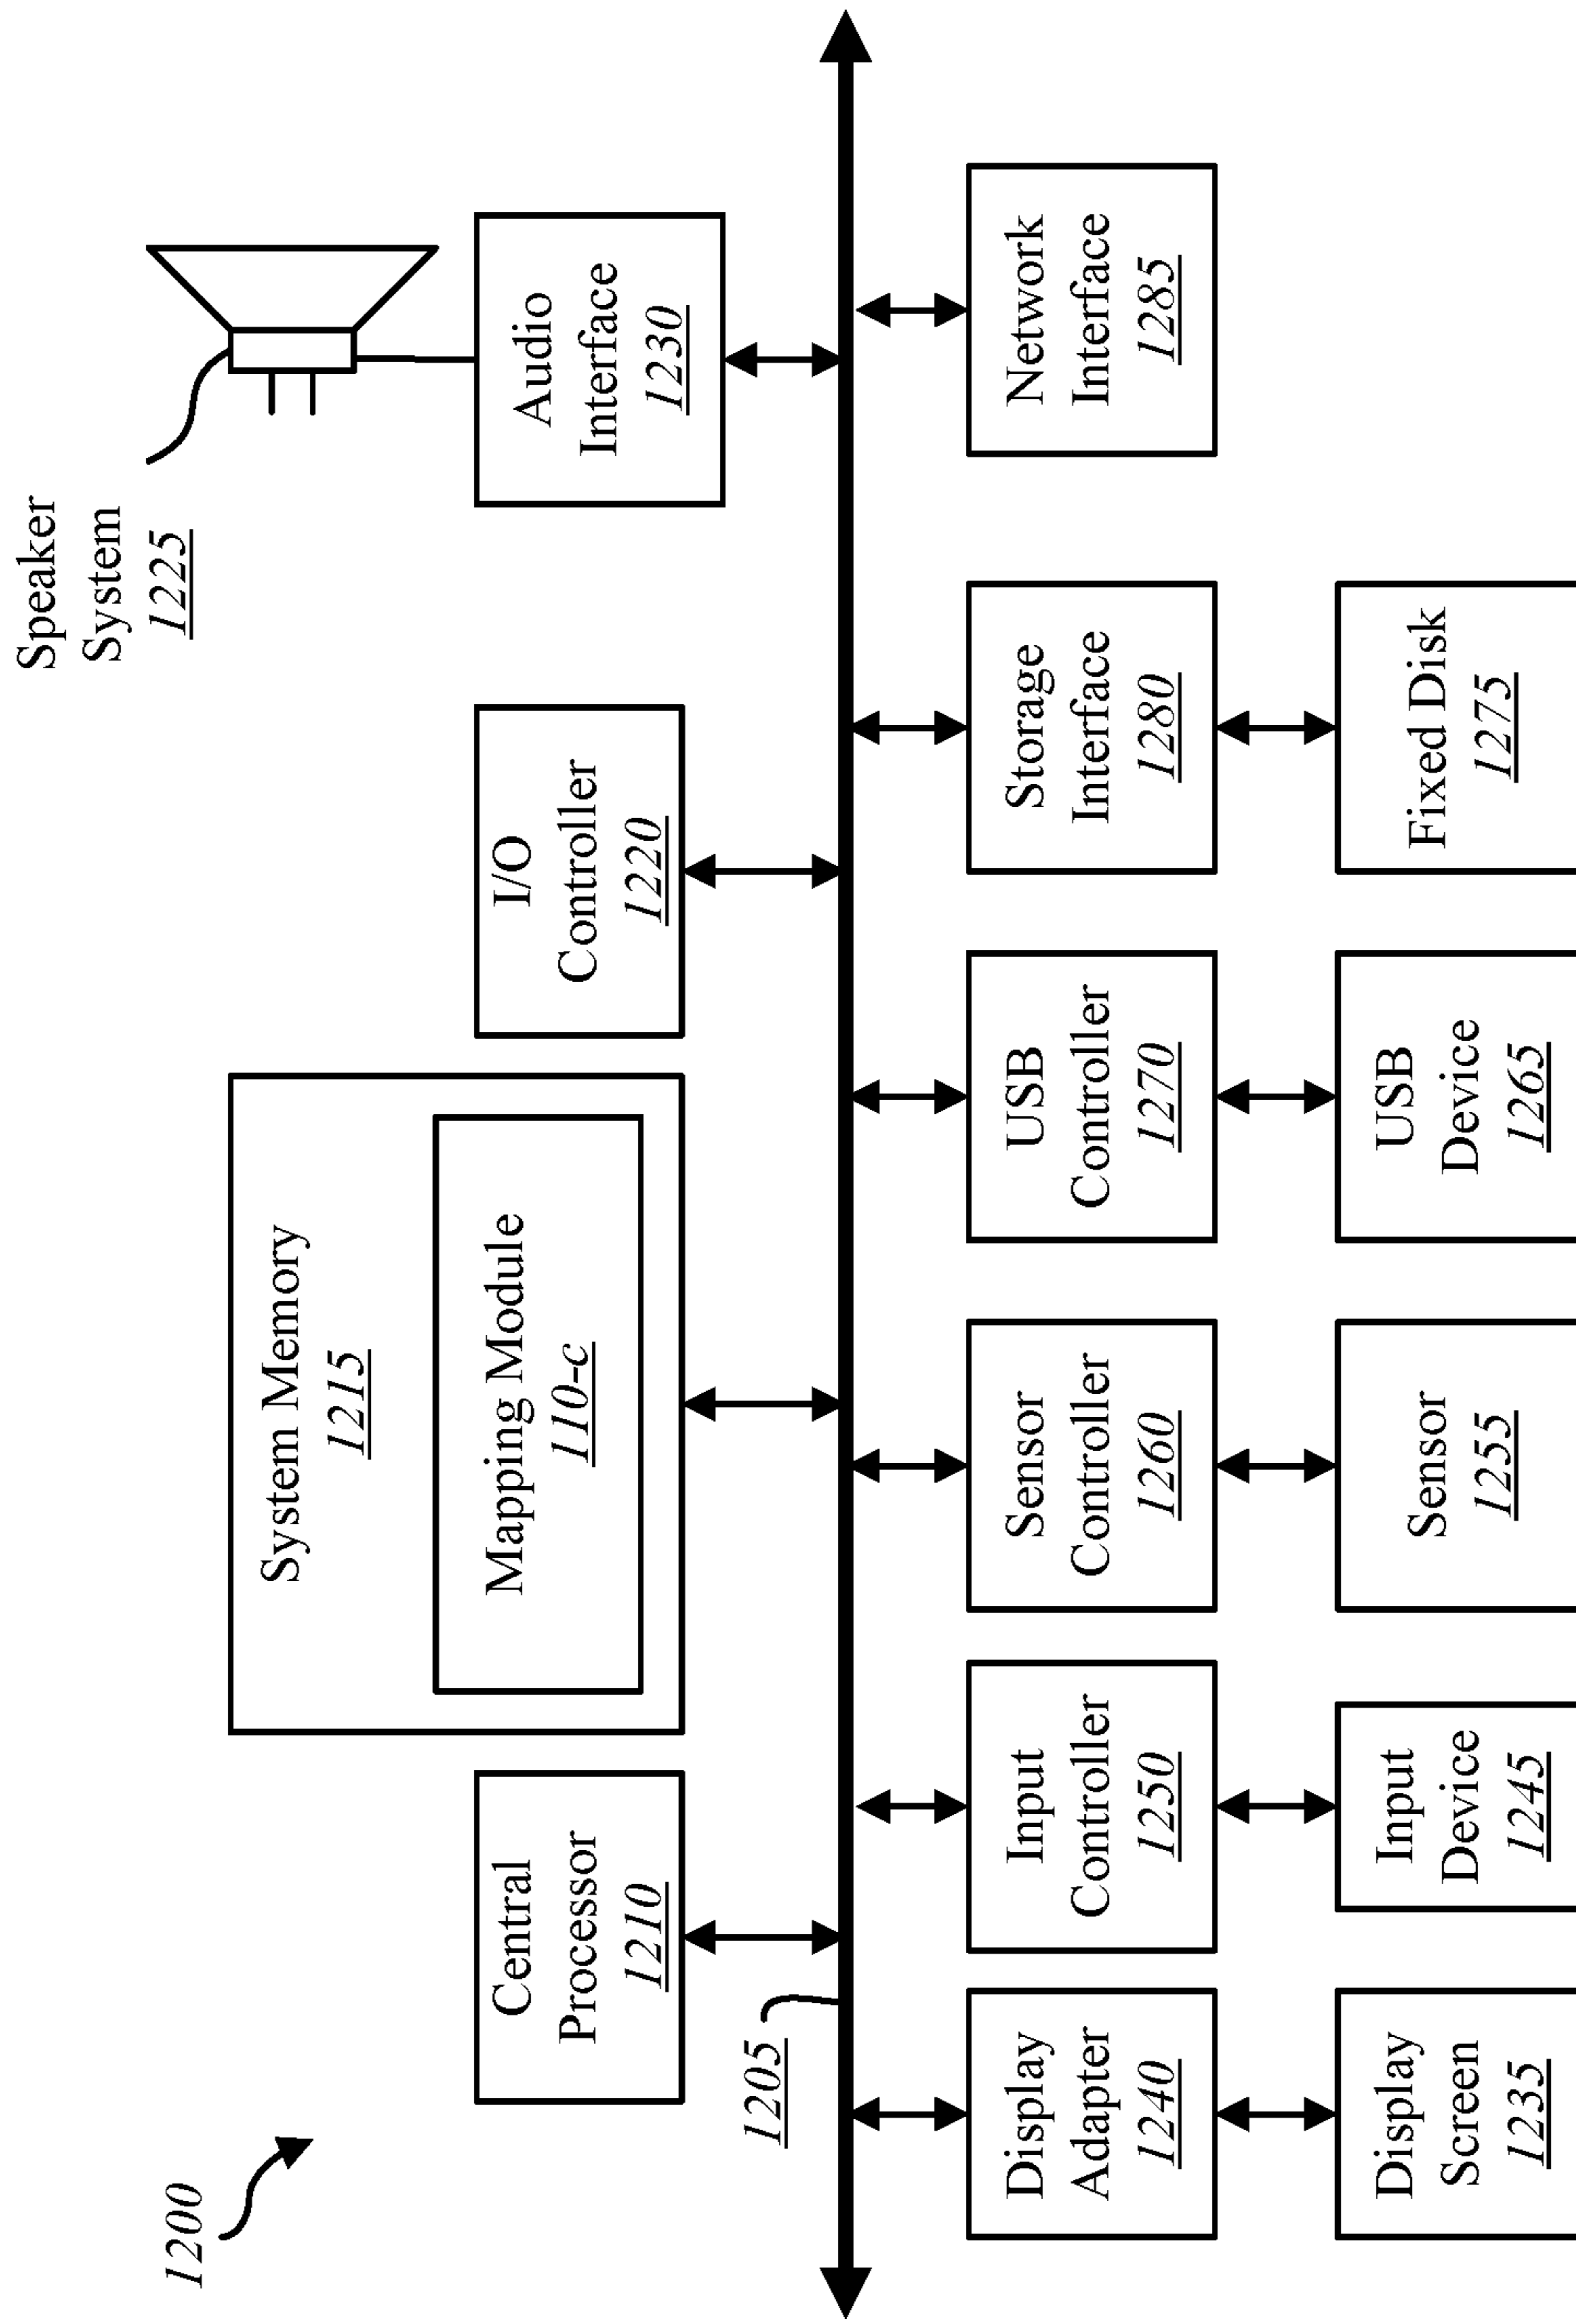 1200
Speaker
System
1225
System Memory
1215
Mapping Module
110-c
Central
Processor
1210
I/O
Controller
1220
Audio
Interface
1230
1205
Display
Adapter
1240
Input
Controller
1250
Sensor
Controller
1260
USB
Controller
1270
Storage
Interface
1280
Network
Interface
1285
Display
Screen
1235
Input
Device
1245
Sensor
1255
USB
Device
1265
Fixed Disk
1275